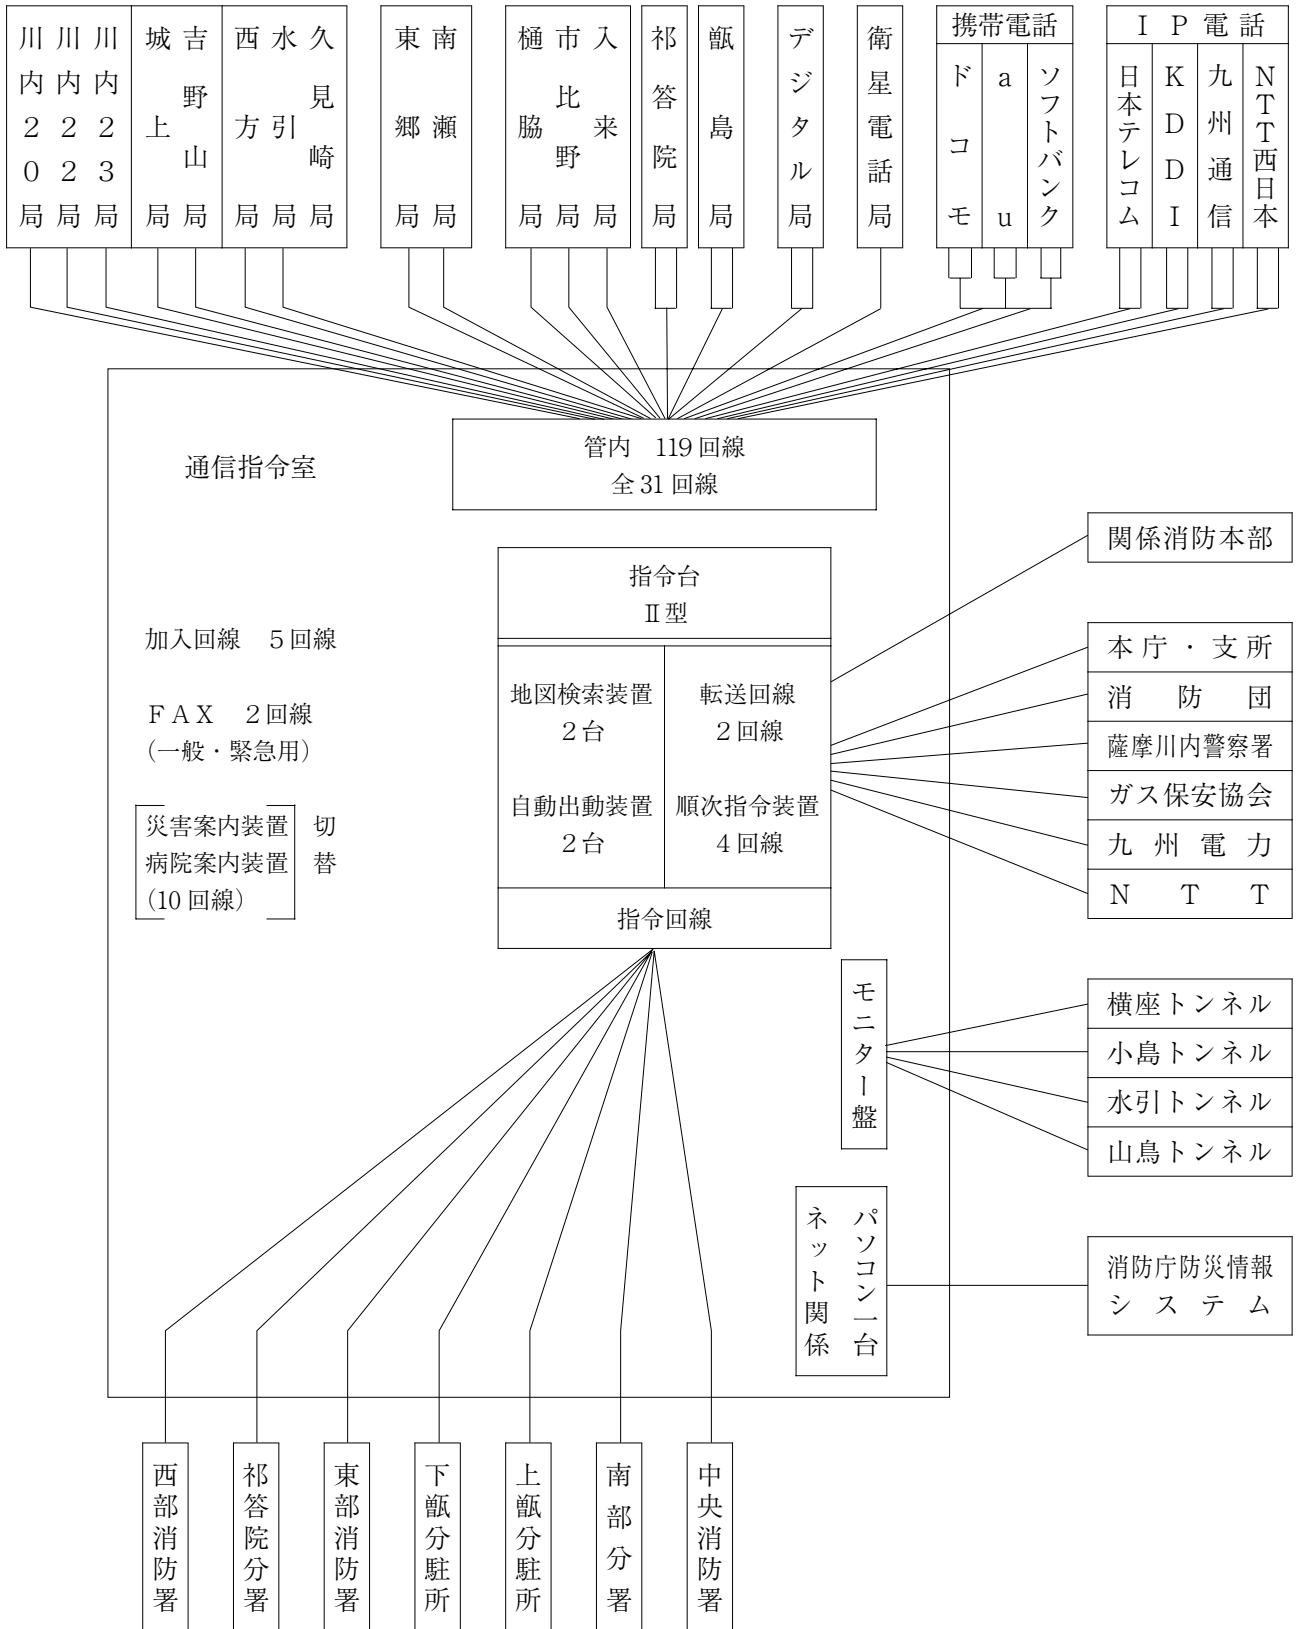 川内２０局
川内２２局
川内２３局
城上局
吉野山局
西方局
水引局
久見崎局
東郷局
南瀬局
樋脇局
市比野局
入来局
祁答院局
甑島局
デジタル局
衛星電話局
携帯電話
ドコモ
ａｕ
ソフトバンク
ＩＰ電話
日本テレコム
ＫＤＤＩ
九州通信
ＮＴＴ西日本
通信指令室
管内　119回線
全31回線
指令台
Ⅱ型
地図検索装置
２台
転送回線
２回線
自動出動装置
２台
順次指令装置
４回線
指令回線
加入回線　５回線
ＦＡＸ　２回線
(一般・緊急用)
災害案内装置
病院案内装置
(10回線)
切替
関係消防本部
本庁・支所
消防団
薩摩川内警察署
ガス保安協会
九州電力
ＮＴＴ
モニター盤
横座トンネル
小島トンネル
水引トンネル
山鳥トンネル
パソコン一台
ネット関係
消防庁防災情報
システム
西部消防署
祁答院分署
東部消防署
下甑分駐所
上甑分駐所
南部分署
中央消防署